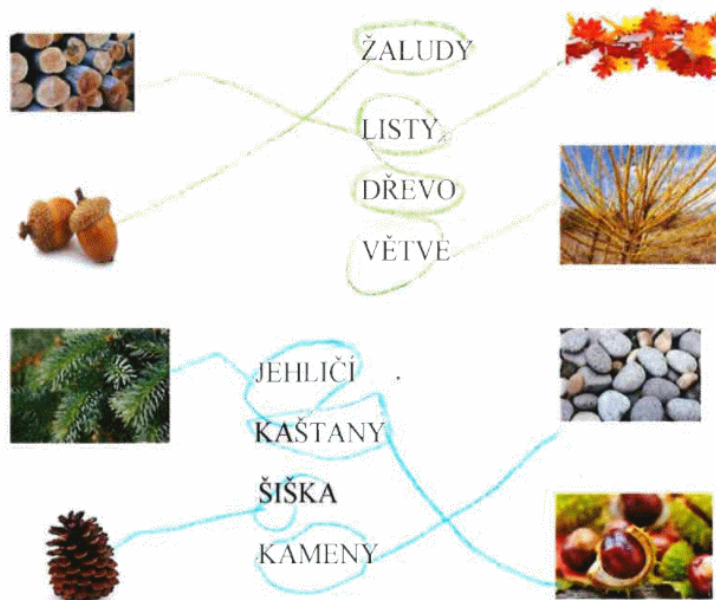 ŽALUDY
LISTY
DŘEVO
VĚTVE
JEHLIČÍ
KAŠTANY
ŠIŠKA
KAMENY